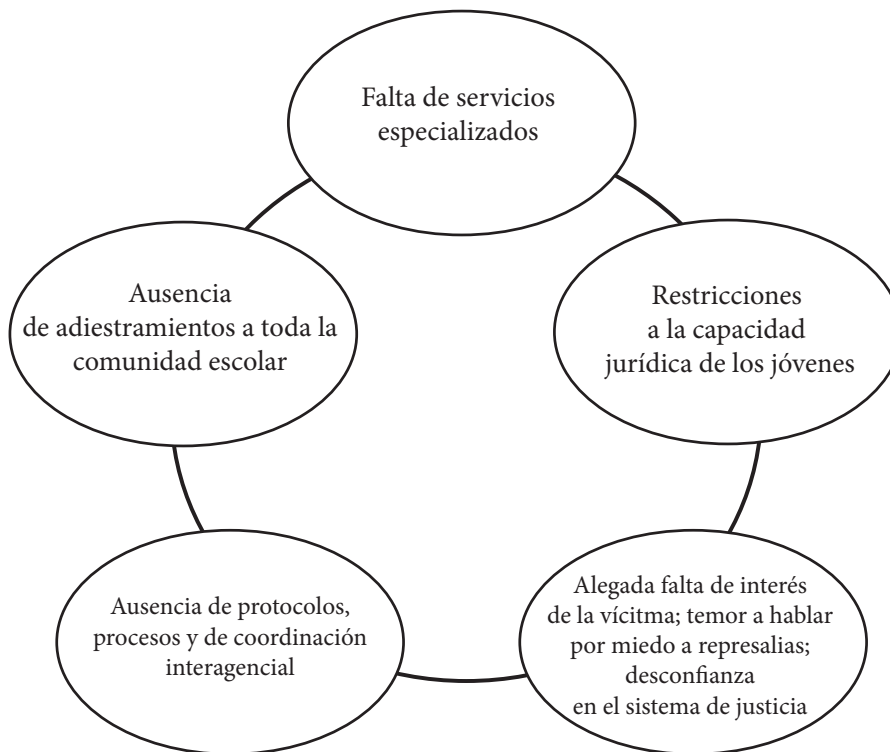 Falta de servicios
especializados
Ausencia
de adiestramientos a toda la
comunidad escolar
Restricciones
a la capacidad
jurídica de los jóvenes
Ausencia de protocolos,
procesos y de coordinación
interagencial
Alegada falta de interés
de la vícitma; temor a hablar
por miedo a represalias;
desconfianza
en el sistema de justicia